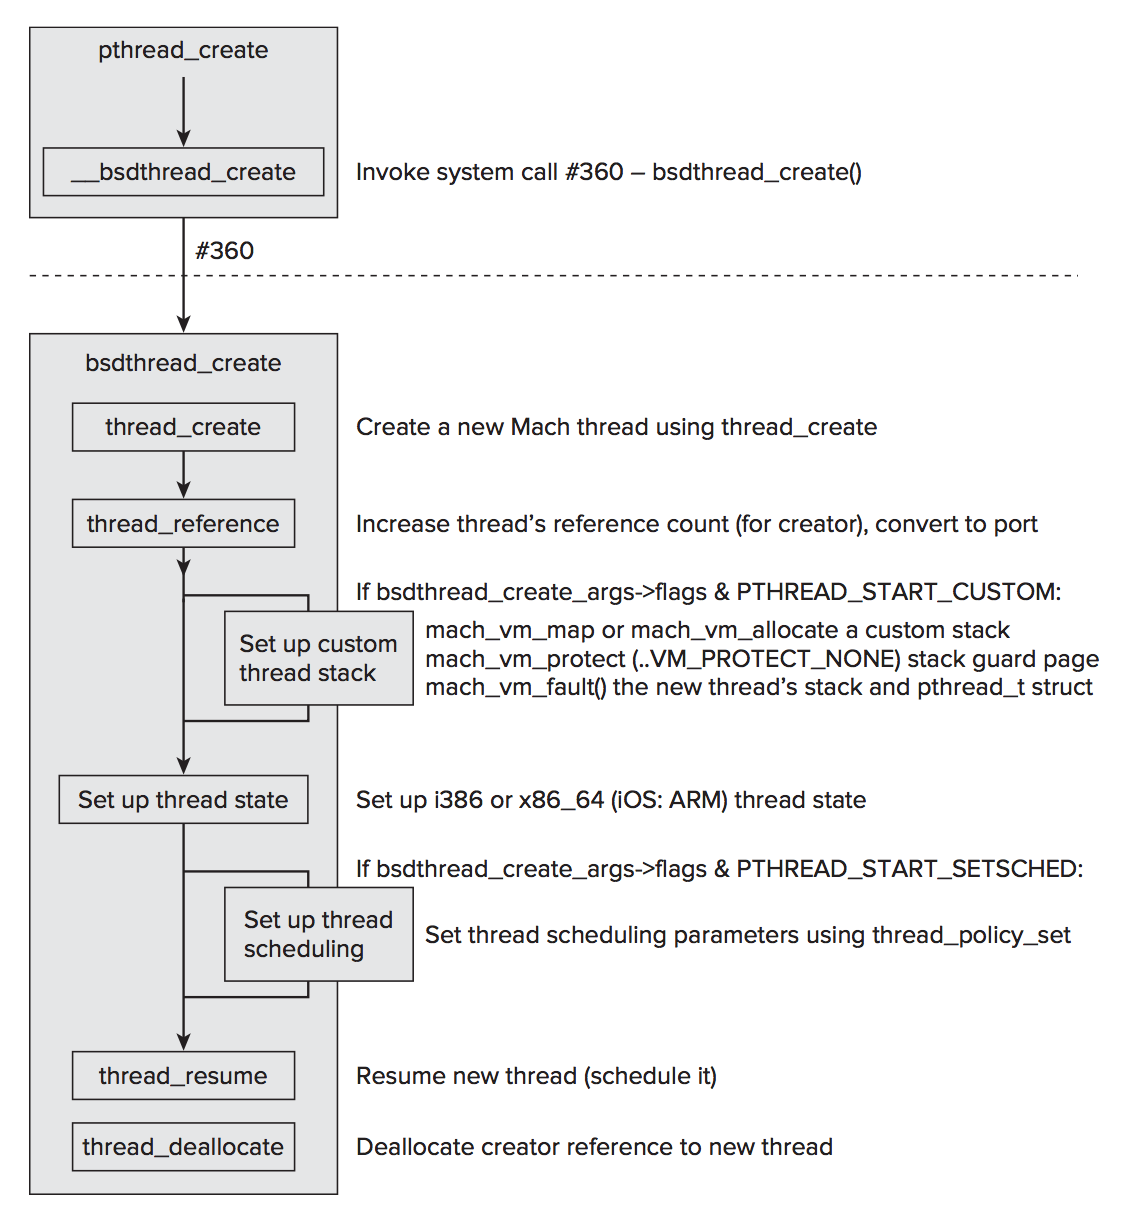 pthread_create
__bsdthread_create
Invoke system call #360 – bsdthread_create()
#360
bsdthread_create
thread_create
Create a new Mach thread using thread_create
thread_reference
Increase thread’s reference count (for creator), convert to port
If bsdthread_create_args->flags & PTHREAD_START_CUSTOM:
Set up custom
thread stack
mach_vm_map or mach_vm_allocate a custom stack
mach_vm_protect (..VM_PROTECT_NONE) stack guard page
mach_vm_fault() the new thread’s stack and pthread_t struct
Set up thread state
Set up i386 or x86_64 (iOS: ARM) thread state
If bsdthread_create_args->flags & PTHREAD_START_SETSCHED:
Set up thread
scheduling
Set thread scheduling parameters using thread_policy_set
thread_resume
Resume new thread (schedule it)
thread_deallocate
Deallocate creator reference to new thread